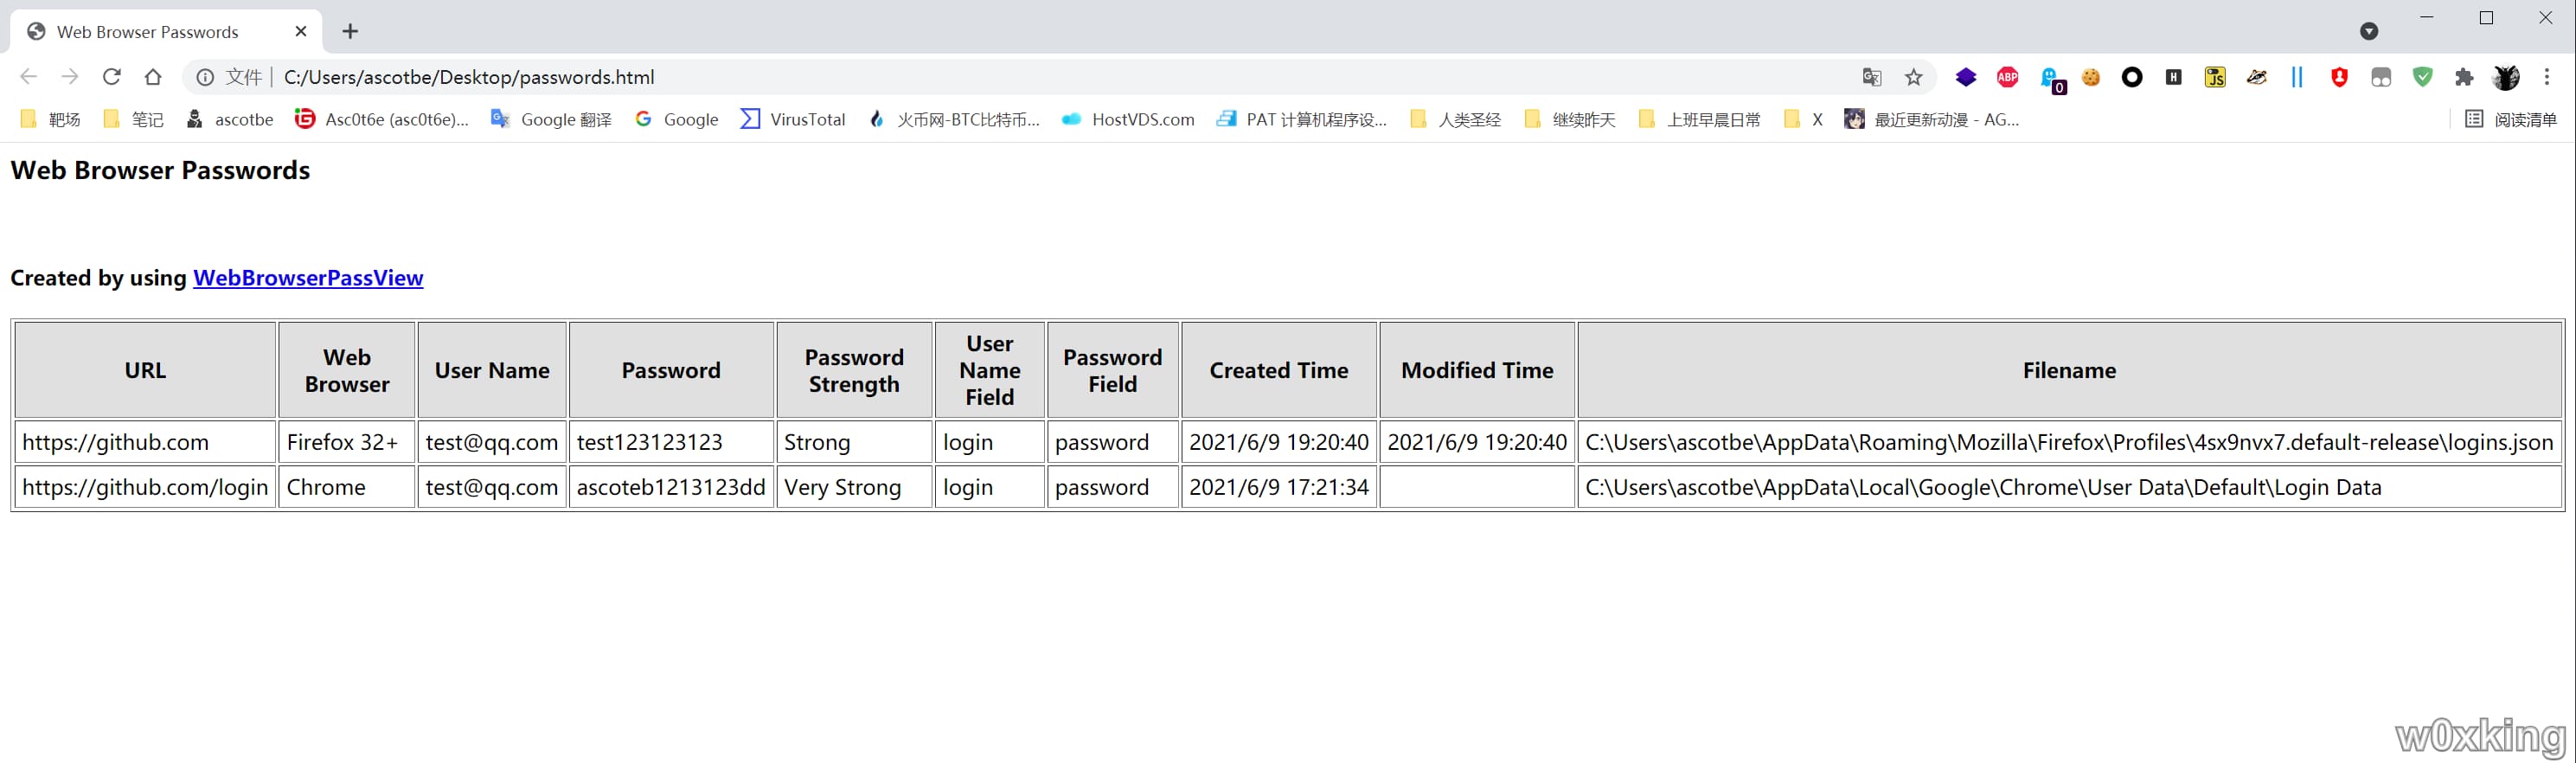 Web Browser Passwords
文件 C:/Users/ascotbe/Desktop/passwords.html
ABP 0 H JS
靶场 笔记 ascotbe Asc0t6e (asc0t6e)... Google 翻译 Google VirusTotal 火币网-BTC比特币... HostVDS.com PAT 计算机程序设... 人类圣经 继续昨天 上班早晨日常 X 最近更新动漫 - AG... 阅读清单
Web Browser Passwords
Created by using WebBrowserPassView
URL Web Browser User Name Password Password Strength User Name Field Password Field Created Time Modified Time Filename
https://github.com Firefox 32+ test@qq.com test123123123 Strong login password 2021/6/9 19:20:40 2021/6/9 19:20:40 C:\Users\ascotbe\AppData\Roaming\Mozilla\Firefox\Profiles\4sx9nvx7.default-release\logins.json
https://github.com/login Chrome test@qq.com ascoteb1213123dd Very Strong login password 2021/6/9 17:21:34 C:\Users\ascotbe\AppData\Local\Google\Chrome\User Data\Default\Login Data
w0xking